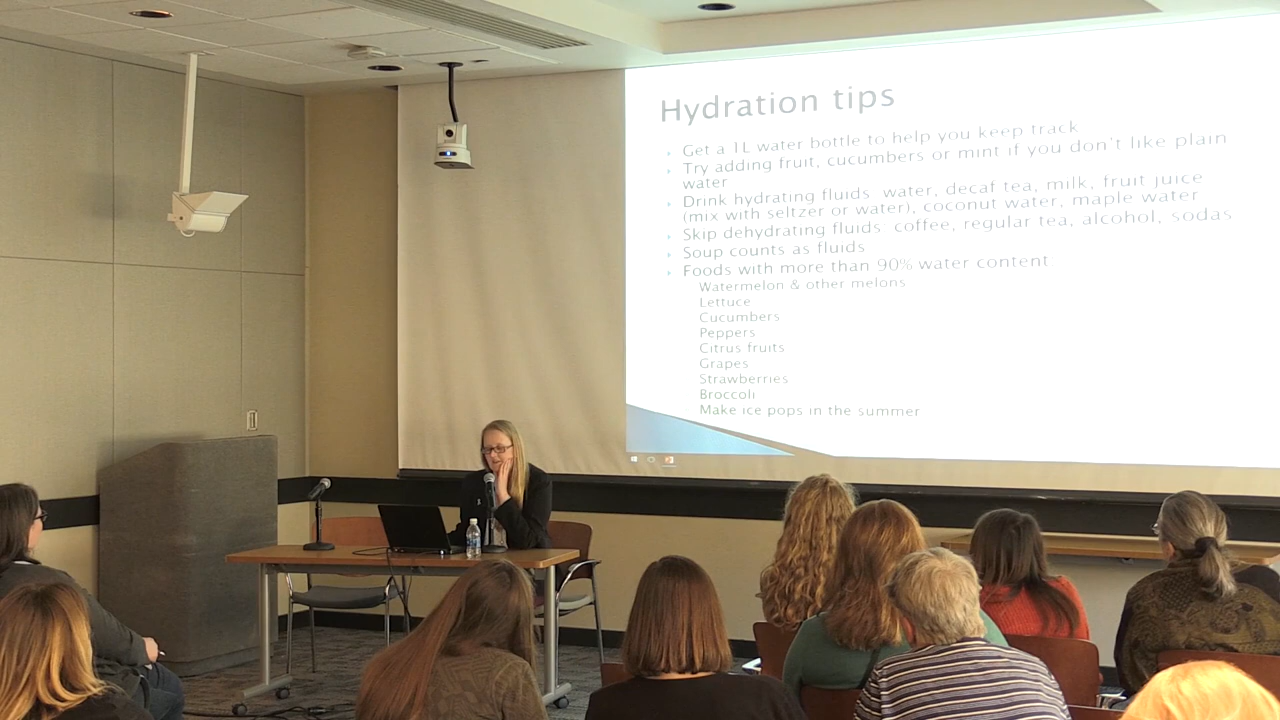 Hydration tips
Get a 1L water bottle to help you keep track
Try adding fruit, cucumbers or mint if you don't like plain
water
Drink hydrating fluids water, decaf tea, milk, fruit juice
(mix with seltzer or water), coconut water, maple water
Skip dehydrating fluids: coffee, regular tea, alcohol, sodas
Soup counts as fluids
Foods with more than 90% water content
Watermelon & other melons
Lettuce
Cucumbers
Peppers
Citrus fruits
Grapes
Strawberries
Broccoli
Make ice pops in the summer